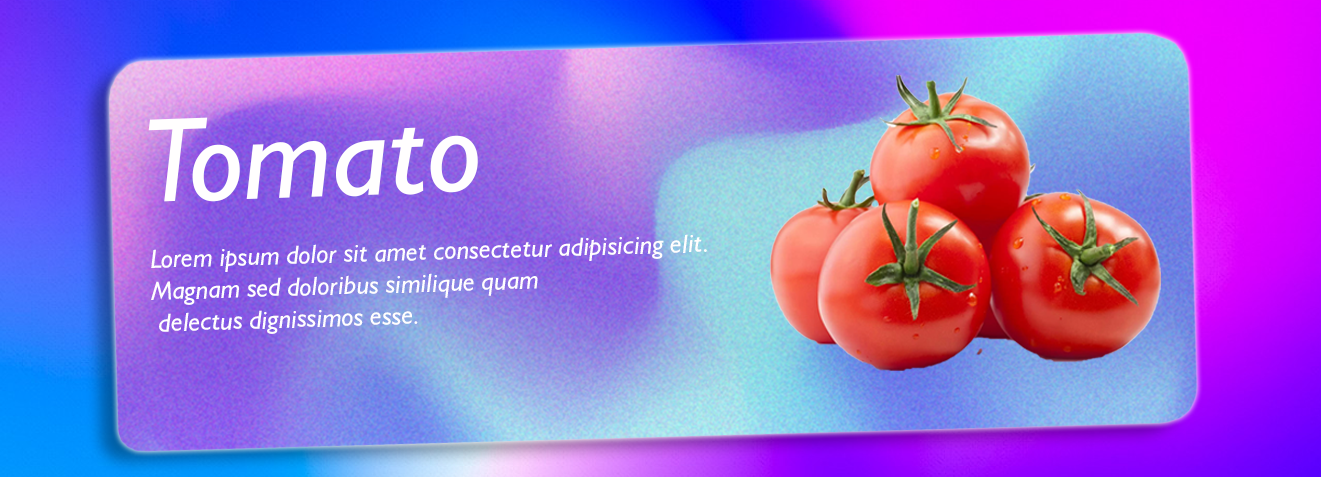 Tomato
Lorem ipsum dolor sit amet consectetur adipisicing elit.
Magnam sed doloribus similique quam
delectus dignissimos esse.